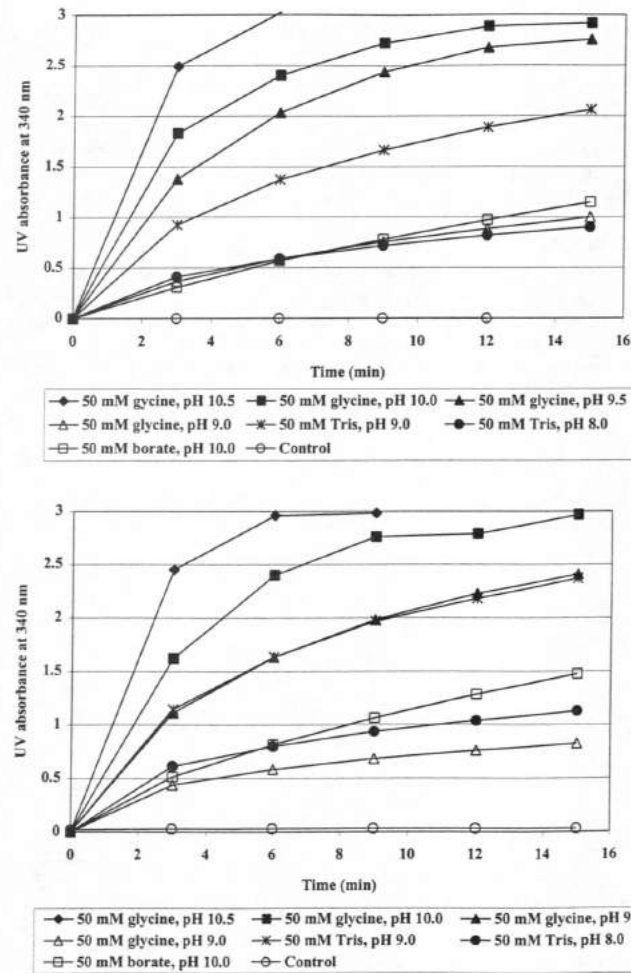 3
2.5
2
1.5
1
0.5
0
UV absorbance at 340 nm
0 2 4 6 8 10 12 14 16
Time (min)
50 mM gycine, pH 10.5 50 mM glycine, pH 10.0 50 mM glycine, pH 9.5
50 mM glycine, pH 9.0 50 mM Tris, pH 9.0 50 mM Tris, pH 8.0
50 mM borate, pH 10.0 Control
3
2.5
2
1.5
1
0.5
0
UV absorbance at 340 nm
0 2 4 6 8 10 12 14 16
Time (min)
50 mM glycine, pH 10.5 50 mM glycine, pH 10.0 50 mM glycine, pH 9
50 mM glycine, pH 9.0 50 mM Tris, pH 9.0 50 mM Tris, pH 8.0
50 mM borate, pH 10.0 Control